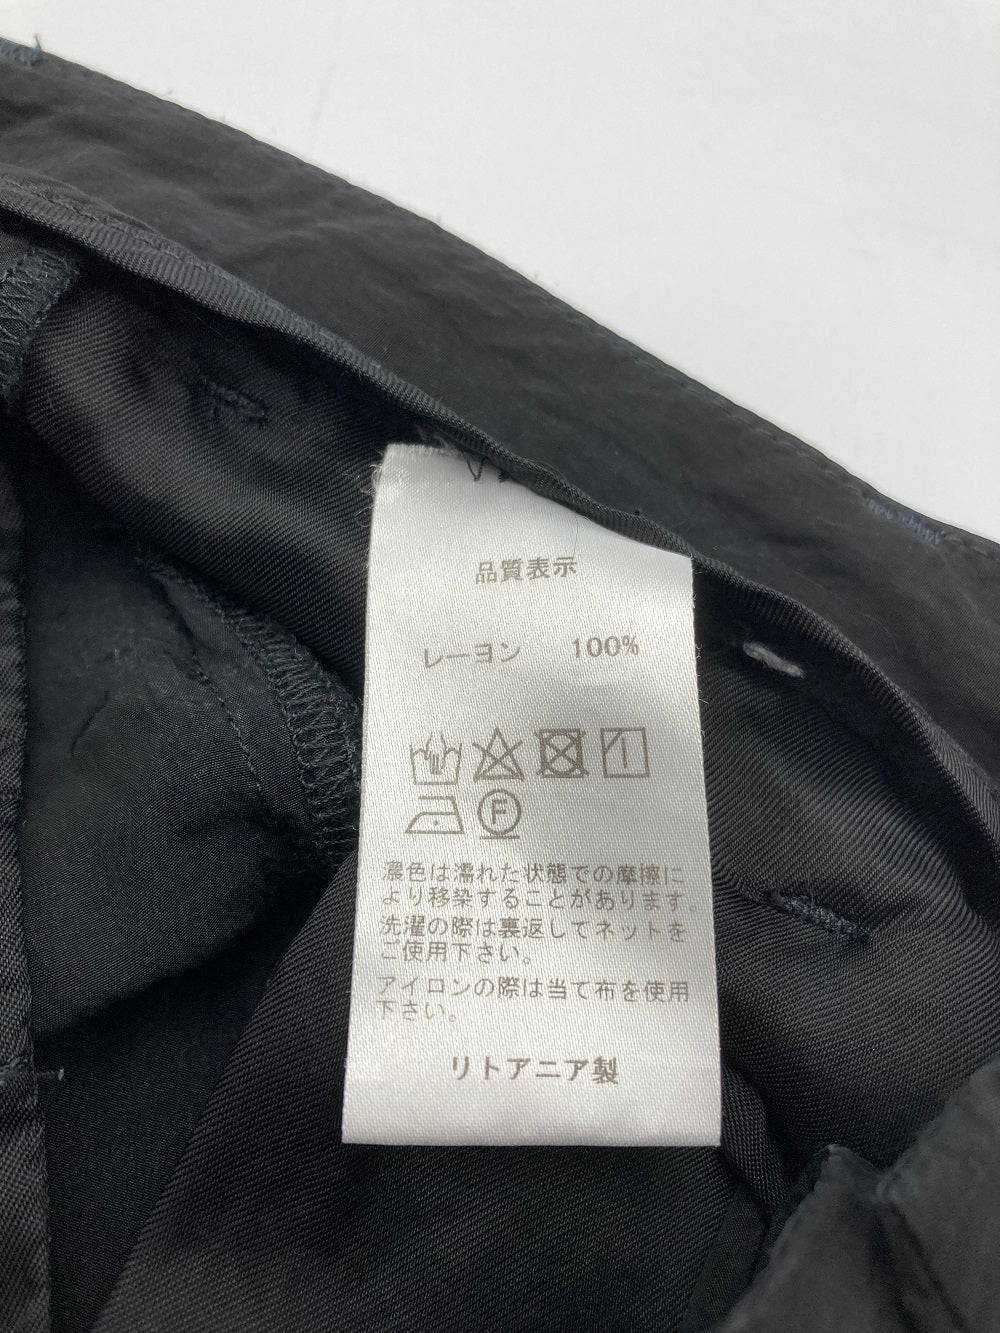 品質表示
レーヨン 100%
F
濃色は濡れた状態での摩擦に
より移染することがあります。
洗濯の際は裏返してネットを
ご使用下さい。
アイロンの際は当て布を使用
下さい。
リトアニア製